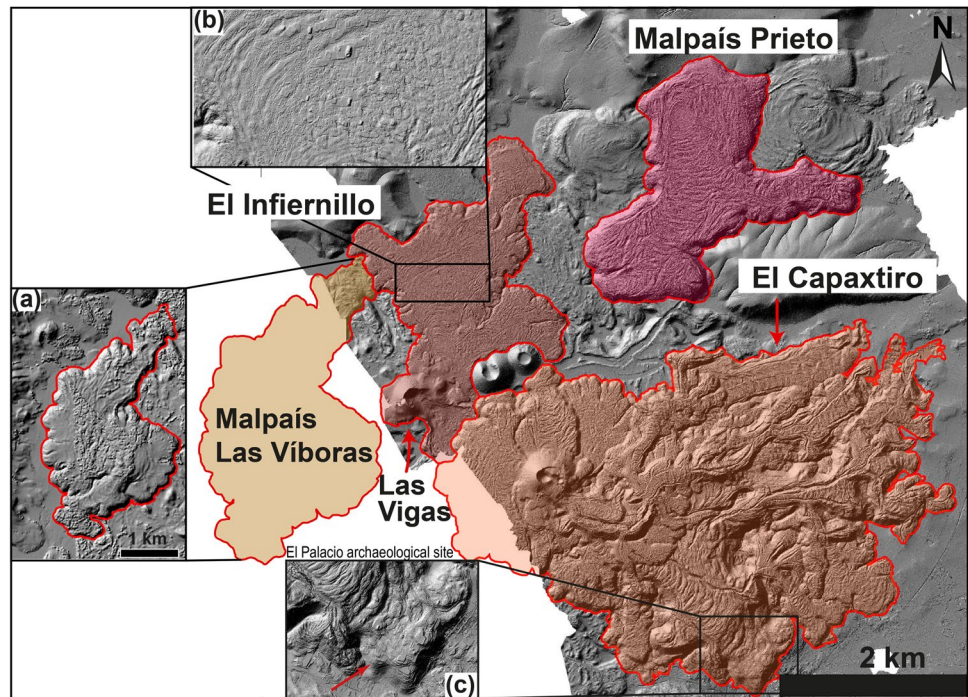 (b)
Malpaís Prieto
N
El Infiernillo
El Capaxtiro
(a)
Malpaís
Las Víboras
Las
Vigas
1 km
El Palacio archaeological site
2 km
(c)